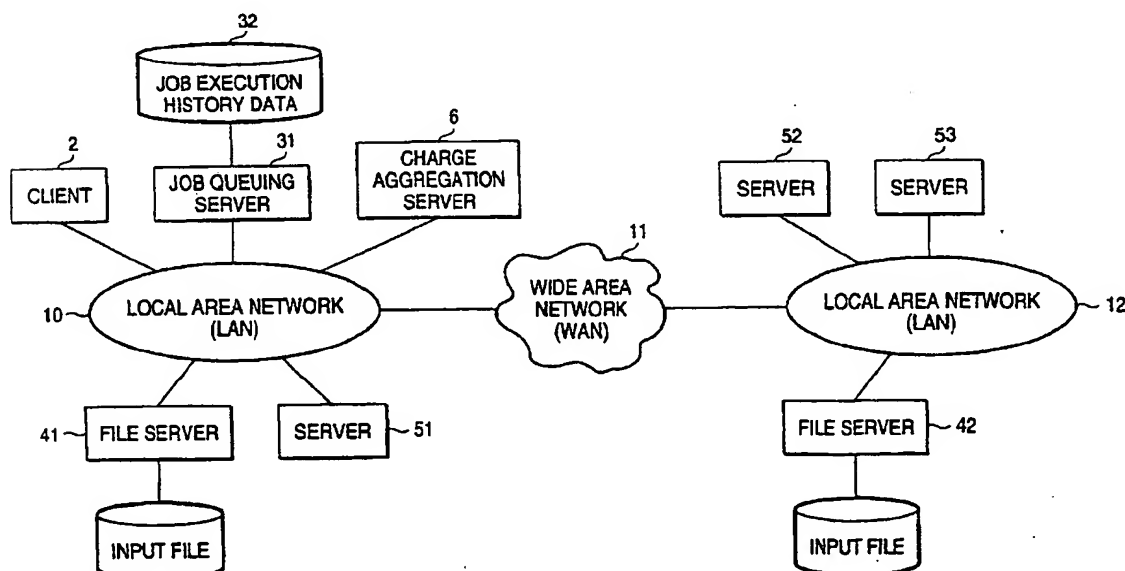 32
JOB EXECUTION
HISTORY DATA
2
CLIENT
31
JOB QUEUING
SERVER
6
CHARGE
AGGREGATION
SERVER
52
SERVER
53
SERVER
10
LOCAL AREA NETWORK
(LAN)
11
WIDE AREA
NETWORK
(WAN)
LOCAL AREA NETWORK
(LAN)
12
41
FILE SERVER
SERVER
51
FILE SERVER
42
INPUT FILE
INPUT FILE